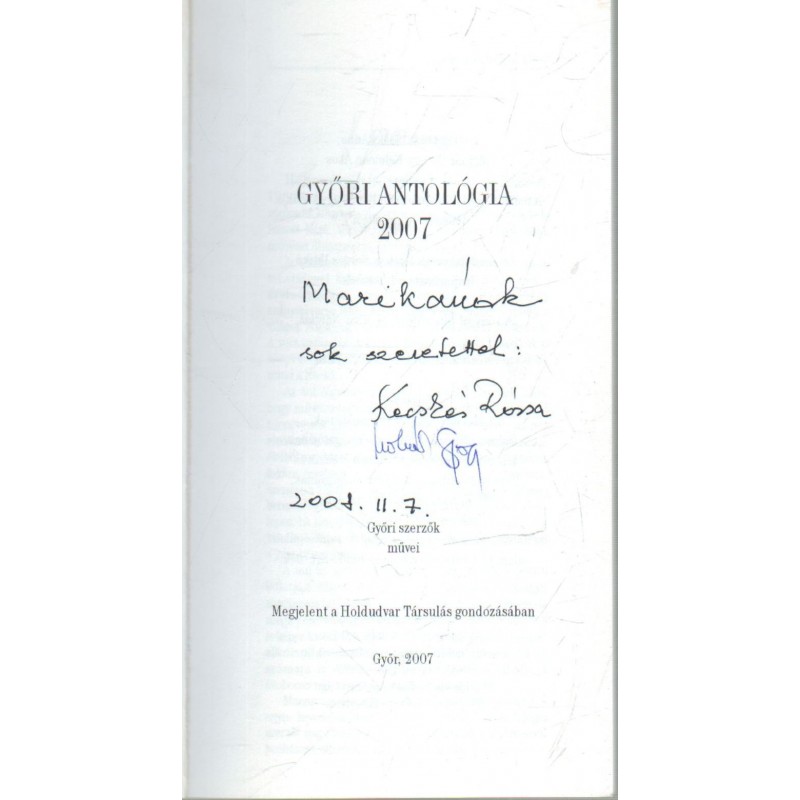 GYŐRI ANTOLÓGIA
2007
Marikának
sok szeretettel:
Kecskés Rózsa
2008. 11. 7.
Győri szerzők
művei
Megjelent a Holdudvar Társulás gondozásában
Győr, 2007